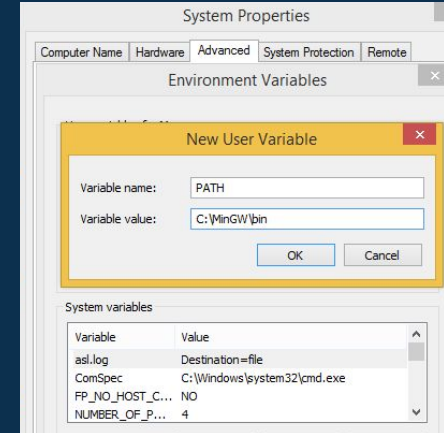 System Properties
Computer Name Hardware Advanced System Protection Remote
Environment Variables
New User Variable
Variable name: PATH
Variable value: C:\MinGW\bin
OK Cancel
System variables
Variable Value
asl.log Destination=file
ComSpec C:\Windows\system32\cmd.exe
FP_NO_HOST_C... NO
NUMBER_OF_P... 4